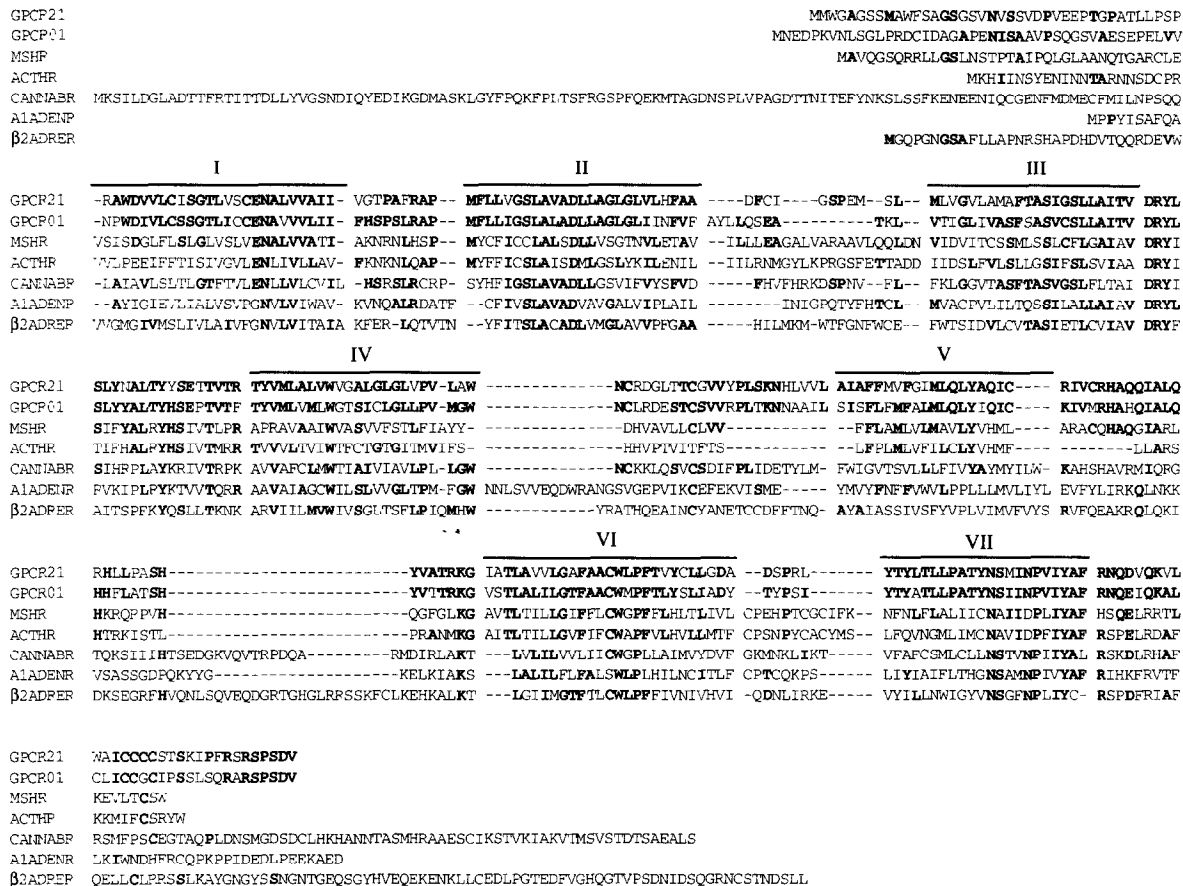 GPCR21 MMWGAGSSMAWFSAGSGSVNVSSVDPVEEPTGPATLLPSP
GPCR01 MNEDPKVNLSGLPRDCIDAGAPENISAAVPSQGSVAESEPELVV
MSHR MAVQGSQRRLLGSLNSTPTAIPQLGLAANQTGARCLE
ACTHR MKHIINSYENINNTARNNSDCPR
CANNABR MKSILDGLADTTFRTITTDLLYVGSNDIQYEDIKGDMASKLGYFPQKFPLTSFRGSPFQEKMTAGDNSPLVPAGDTTNITEFYNKSLSSFKENEENIQCGENFMDMECFMILNPSQQ
A1ADENR MPPYISAFQA
β2ADRER MGQPGNGSAFLLAPNRSHAPDHDVTQQRDEVW
I II III
GPCR21 -RAWDVVLCISGTLVSCENALVVAII- VGTPAFRAP- MFLLVGSLAVADLLAGLGLVLHFAA -----DFCI---GSPEM--SL-- MLVGVLAMAFTASIGSLLAITV DRYL
GPCR01 -NPWDIVLCSSGTLICCENAVVVLII- FHSPSLRAP- MFLLIGSLALADLLAGLGLIINFVF AYLLQSEA------TKL--- VTIGLIVASFSASVCSLLAITV DRYL
MSHR -VSISDGLFLSLGLVSLVENALVVATI- AKNRNLHSP- MYCFICCLALSDLLVSGTNVLETAV ILLLEAGALVARAAVLQQLDN VIDVITCSSMLSSLCFLGAIAV DRYI
ACTHR -VVLPEEIFFTISIVGVLENLIVLLAV- FKNKNLQAP- MYFFICSLAISDMLGSLYKILENIL IILRNMGYLKPRGSFETTADD IIDSLFVLSLLGSIFSLSVIAA DRYI
CANNABR -LAIAVLSLTLGTFTVLENLLVLCVIL -HSRSLRCRP- SYHFIGSLAVADLLGSVIFVYSFVD ----FHVFHRKDSPNV--FL-- FKLGGVTASFTASVGSLFLTAI DRYI
A1ADENR --AYIGIEVLIALVSVPGNVLVIWAV- KVNQALRDATF -CFIVSLAVADVAVGALVIPLAIL ----INIGPQTYFHTCL---- MVACPVLILTQSSILALLAIAV DRYL
β2ADRER -VVGMGIVMSLIVLAIVFGNVLVITAIA KFER-LQTVTN -YFITSLACADLVMGLAVVPFGAA ----HILMKM-WTFGNFWCE-- FWTSIDVLCVTASIETLCVIAV DRYF
IV V
GPCR21 SLYNALTYYSETTVTR TYVMLALVWVGALGLGLVPV-LAW --------------NCRDGLTTCGVVYPLSKNHLVVL AIAFFMVFGIMLQLYAQIC---- RIVCRHAQQIALQ
GPCR01 SLYYALTYHSEPTVTF TYVMLVMLWGTSICLGLLPV-MGW --------------NCLRDESTCSVVRPLTKNNAAIL SISFLFMFALMLQLYIQIC---- KIVMRHAHQIALQ
MSHR SIFYALRYHSIVTLPR APRAVAAIWVASVVFSTLFIAYY --------------DHVAVLLCLVV------- FFLAMLVLMAVLYVHML---- ARACQHAQGIARL
ACTHR TIFHALRYHSIVTMRR TVVVLTVIWTFCTGTGITMVIFS- --------------HHVPTVITFTS------- LFPLMLVFILCLYVHMF---- LLARS
CANNABR SIHRPLAYKRIVTRPKA VVAFCLMWTIAIVIAVLPL-LGW --------------NCKKLQSVCSDIFPLIDETYLM FWIGVTSVLLLFIVYAYMYILW- KAHSHAVRMIQRG
A1ADENR RVKIPLRYKTVVTQRR AAVAIAGCWILSLVVGLTPM-FGW NNLSVVEQDWRANGSVGEPVIKCEFEKVISME------ YMVYFNFFVWVLPPLLLMVLIYL EVFYLIRKQLNKK
β2ADRER AITSPFKYQSLLTKNK ARVIILMVWIVSGLTSFLPIQMHW --------------YRATHQEAINCYANETCCDFFTNQ- AYAIASSIVSFYVPLVIMVFVYS RVFQEAKRQLQKI
VI VII
GPCR21 RHLLPASH-----------------------YVATRKG IATLAVVLGAFAACWLPFTVYCLLGDA --DSPRL---- YTYLTLLPATYNSMINPVIYAF RNQDVQKVL
GPCR01 HHFLATSH-----------------------YVTTRKG VSTLALILGTFAACWMPFTLYSLIADY --TYPSI---- YTYATLLPATYNSIINPVIYAF RNQEIQKAL
MSHR HKRQPPVH-----------------------QGFGLKG AVTLTILLGIFFLCWGPFFLHLTLIVL CPEHPTCGCIFK NFNLFLALIICNAIIDPLIYAF HSQELRRTL
ACTHR HTRKISTL-----------------------PRANMKG AITLTILLGVFIFCWAPFVLHVLLMTF CPSNPYCACYMS- LFQVNGMLIMCNAVIDPFIYAF RSPELRDAF
CANNABR TQKSIIIHTSEDGKVQVTRPDQA--------RMDIRLAKT --LVLILVVLIICWGPLLAIMVYDVF GKMNKLIKT--- VFAFCSMLCLLNSTVNPIIYAL RSKDLRHAF
A1ADENR VSASSGDPQKYYG------------------KELKIAKS --LALILFLFALSWLPLHILNCITLF CPTCQKPS---- LIYIAIFLTHGNSAMNPIVYAF RIHKFRVTF
β2ADRER DKSEGRFHVQNLSQVEQDGRTGHGLRRSSKFCLKEHKALKT --LGIIMGTFTLCWLPFFIVNIVHVI -QDNLIRKE--- VYILLNWIGYVNSGFNPLIYC- RSPDFRIAF
GPCR21 WAICCCCSTSKIPFRSRSPSDV
GPCR01 CLICCGCIPSSLSQRARSPSDV
MSHR KEVLTCSW
ACTHR KKMIFCSRYW
CANNABR RSMFPSCEGTAQPLDNSMGDSDCLHKHANNTASMHRAAESCIKSTVKIAKVTMSVSTDTSAEALS
A1ADENR LKIWNDHFRCQPKPPIDEDLPEEKAED
β2ADRER QELLCLRRSSLKAYGNGYSSNGNTGEQSGYHVEQEKENKLLCEDLPGTEDFVGHQGTVPSDNIDSQGRNCSTNDSLL